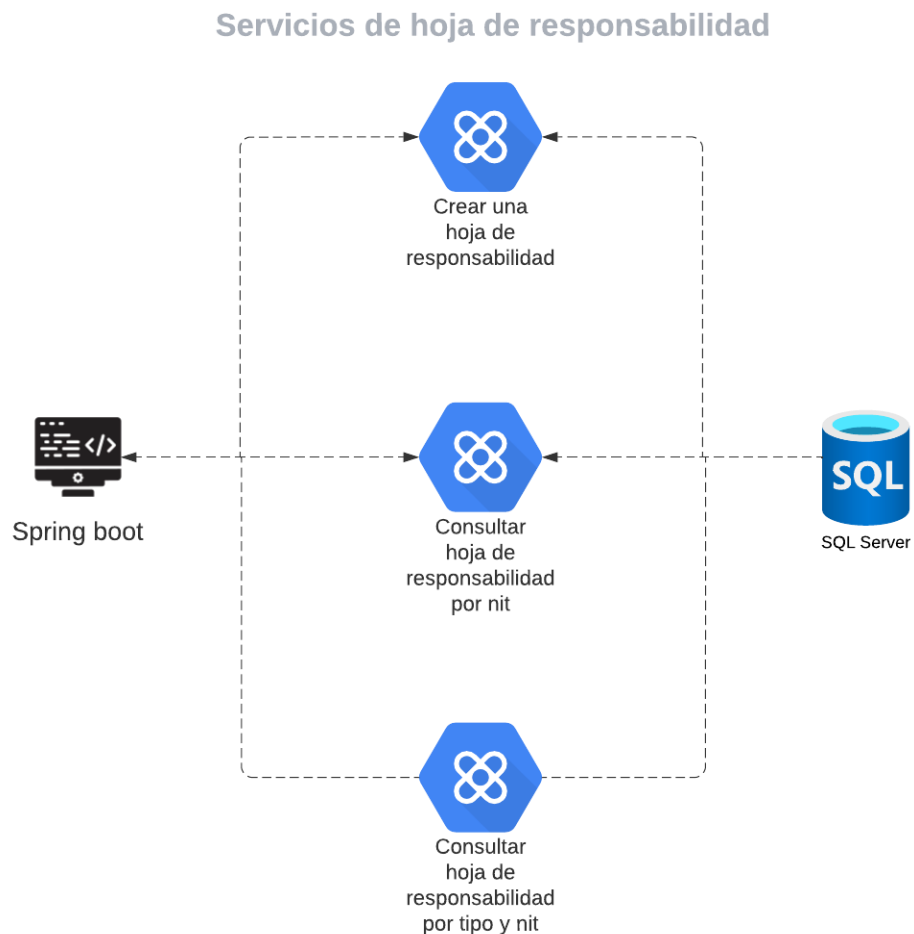 Servicios de hoja de responsabilidad
Crear una
hoja de
responsabilidad
</>
Spring boot
Consultar
hoja de
responsabilidad
por nit
SQL
SQL Server
Consultar
hoja de
responsabilidad
por tipo y nit